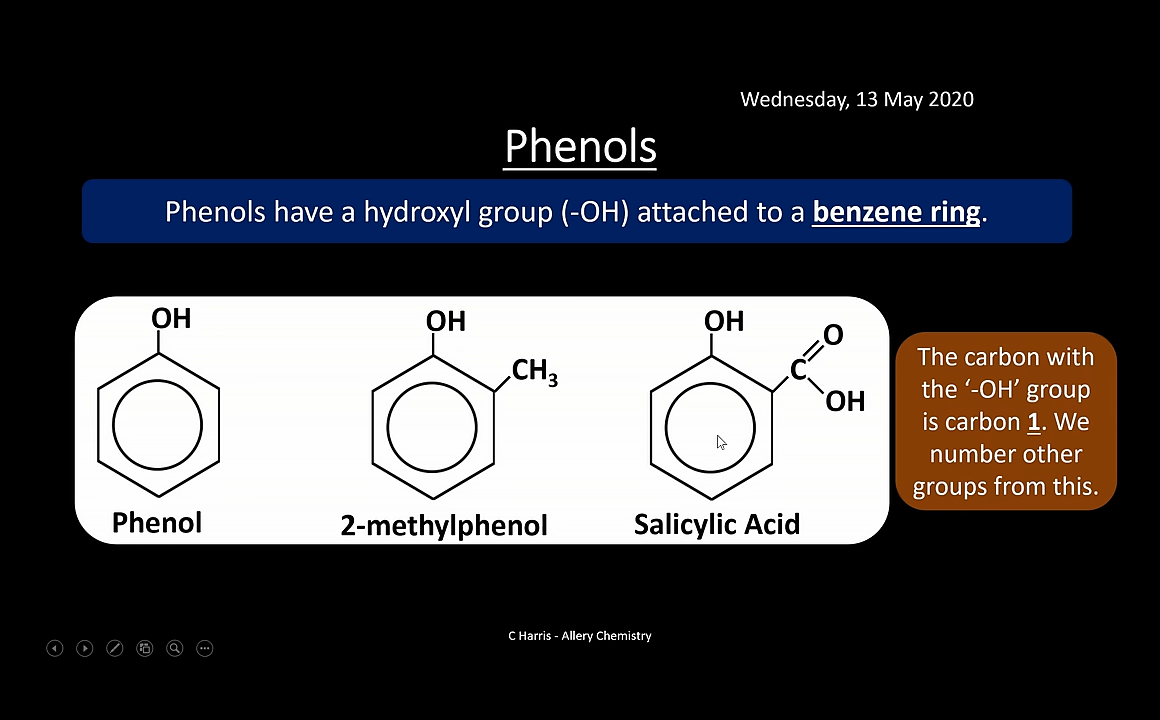 Wednesday, 13 May 2020
Phenols
Phenols have a hydroxyl group (-OH) attached to a benzene ring.
OH
Phenol
OH
CH₃
2-methylphenol
OH
O
C
OH
Salicylic Acid
The carbon with
the ‘-OH’ group
is carbon 1. We
number other
groups from this.
C Harris - Allery Chemistry